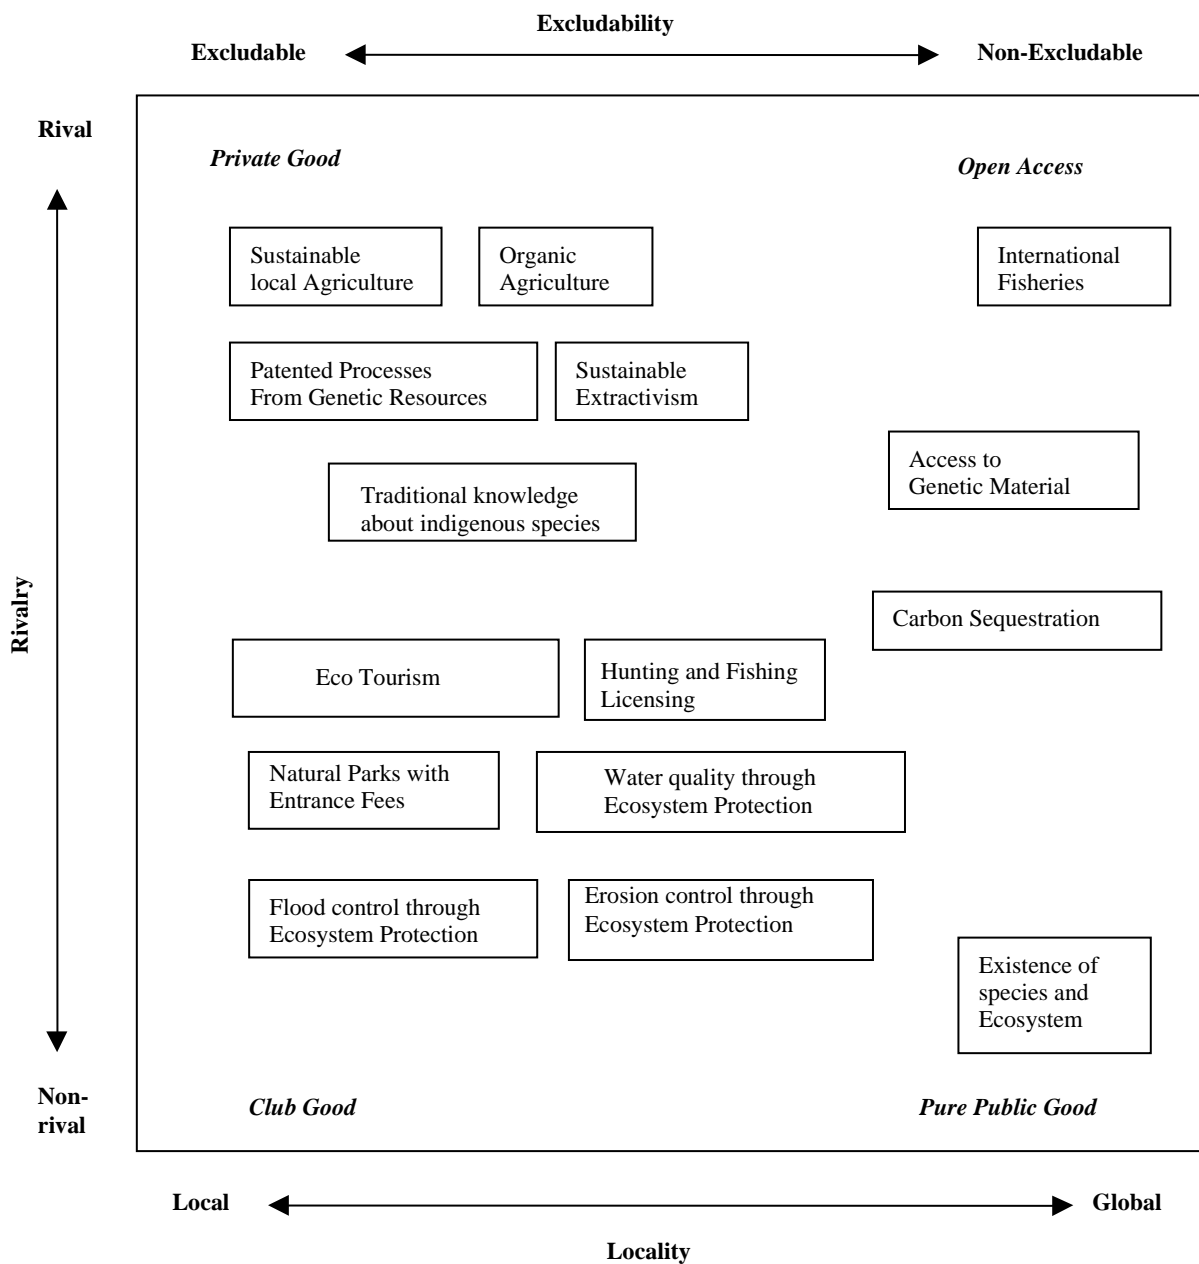 Excludability
Excludable
Non-Excludable
Rival
Private Good
Open Access
Sustainable
local Agriculture
Organic
Agriculture
International
Fisheries
Patented Processes
From Genetic Resources
Sustainable
Extractivism
Access to
Genetic Material
Traditional knowledge
about indigenous species
Rivalry
Carbon Sequestration
Eco Tourism
Hunting and Fishing
Licensing
Natural Parks with
Entrance Fees
Water quality through
Ecosystem Protection
Flood control through
Ecosystem Protection
Erosion control through
Ecosystem Protection
Existence of
species and
Ecosystem
Non-
rival
Club Good
Pure Public Good
Local
Global
Locality